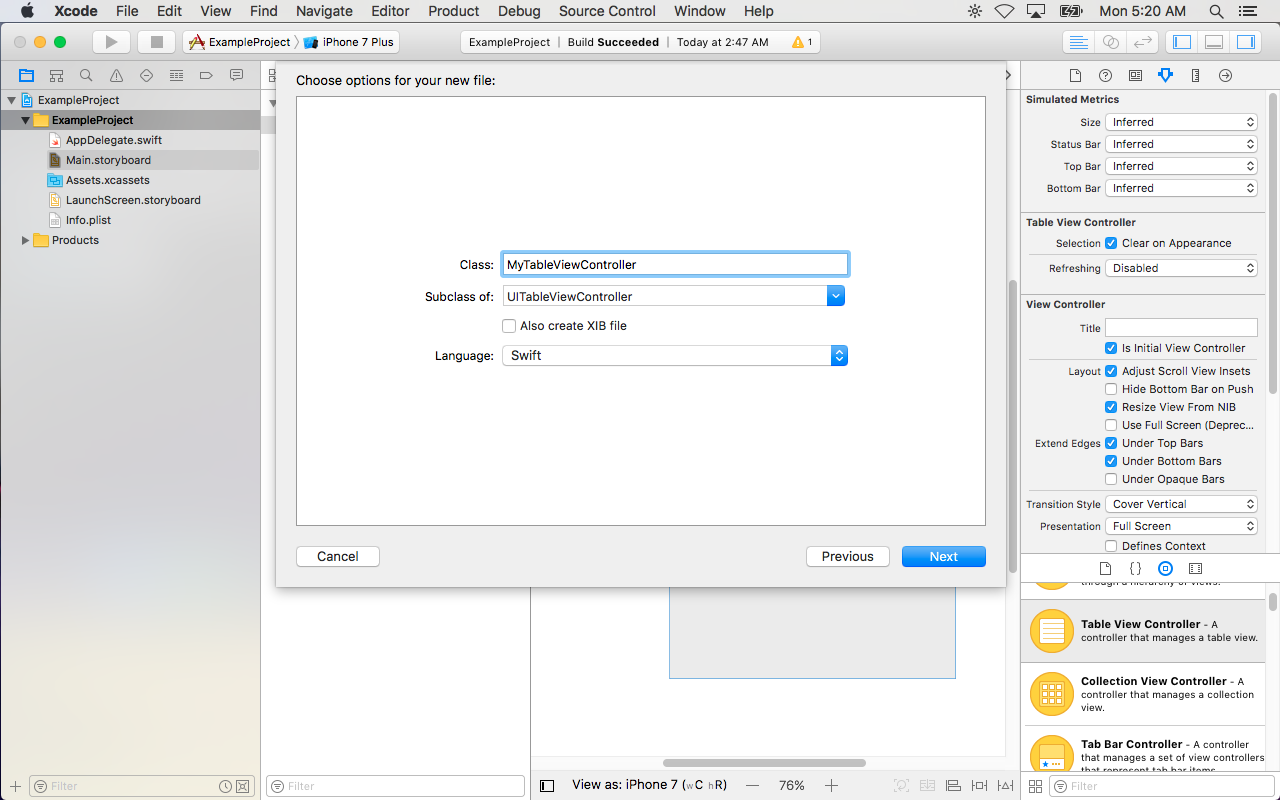 Xcode File Edit View Find Navigate Editor Product Debug Source Control Window Help Mon 5:20 AM
ExampleProject iPhone 7 Plus ExampleProject | Build Succeeded | Today at 2:47 AM 1
Choose options for your new file:
Class: MyTableViewController
Subclass of: UITableViewController
Also create XIB file
Language: Swift
Cancel Previous Next
ExampleProject
ExampleProject
AppDelegate.swift
Main.storyboard
Assets.xcassets
LaunchScreen.storyboard
Info.plist
Products
Simulated Metrics
Size Inferred
Status Bar Inferred
Top Bar Inferred
Bottom Bar Inferred
Table View Controller
Selection Clear on Appearance
Refreshing Disabled
View Controller
Title
Is Initial View Controller
Layout Adjust Scroll View Insets
Hide Bottom Bar on Push
Resize View From NIB
Use Full Screen (Deprec...
Extend Edges Under Top Bars
Under Bottom Bars
Under Opaque Bars
Transition Style Cover Vertical
Presentation Full Screen
Defines Context
through a hierarchy of views.
Table View Controller - A
controller that manages a table view.
Collection View Controller - A
controller that manages a collection
view.
Tab Bar Controller - A controller
that manages a set of view controllers
that represent tab bar items.
Filter Filter View as: iPhone 7 (wC hR) 76% Filter